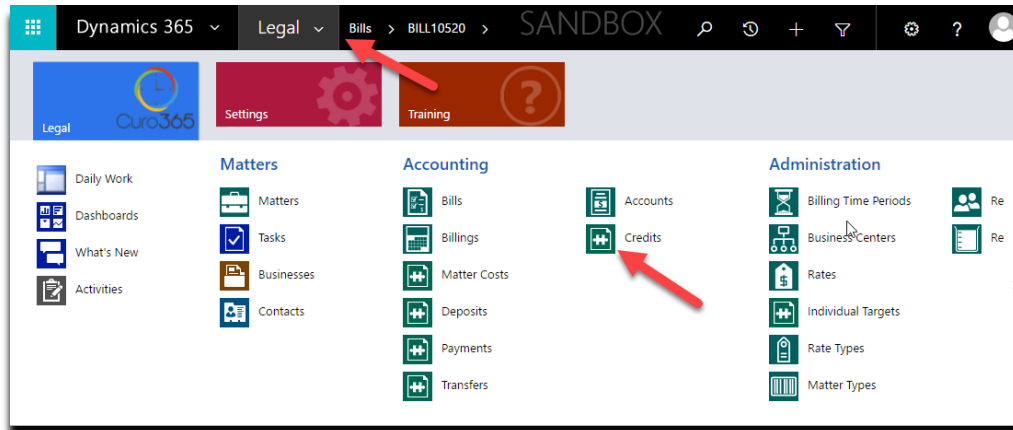 Dynamics 365 Legal Bills > BILL10520 > SANDBOX ?
Legal Curo365
Settings
Training ?
Daily Work
Dashboards
What's New
Activities
Matters
Matters
Tasks
Businesses
Contacts
Accounting
Bills
Billings
Matter Costs
Deposits
Payments
Transfers
Accounts
Credits
Administration
Billing Time Periods
Business Centers
Rates
Individual Targets
Rate Types
Matter Types
Re
Re